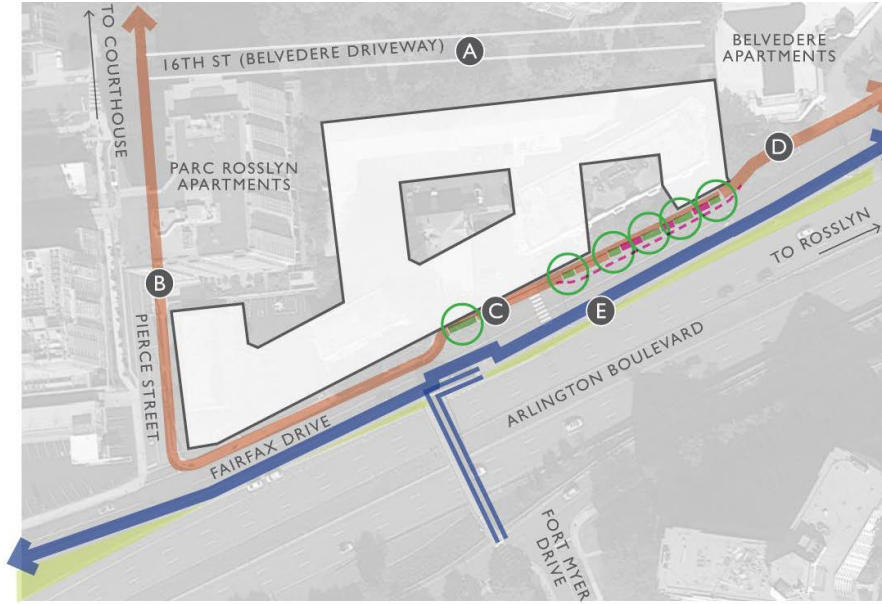 TO COURTHOUSE
16TH ST (BELVEDERE DRIVEWAY)
A
BELVEDERE
APARTMENTS
D
PARC ROSSLYN
APARTMENTS
B
C
E
TO ROSSLYN
PIERCE STREET
FAIRFAX DRIVE
ARLINGTON BOULEVARD
FORT MYER
DRIVE